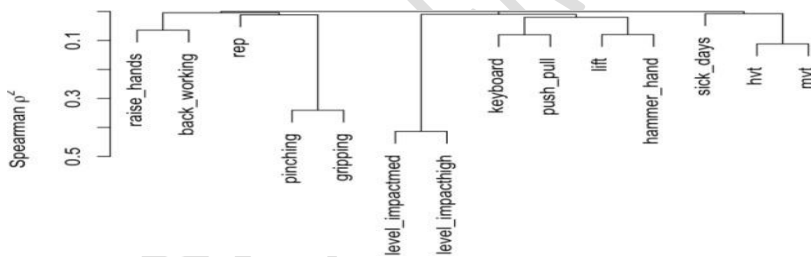 Spearman ρ²
0.1
0.3
0.5
raise_hands
back_working
rep
pinching
gripping
level_impactmed
level_impacthigh
keyboard
push_pull
lift
hammer_hand
sick_days
hvt
mvt